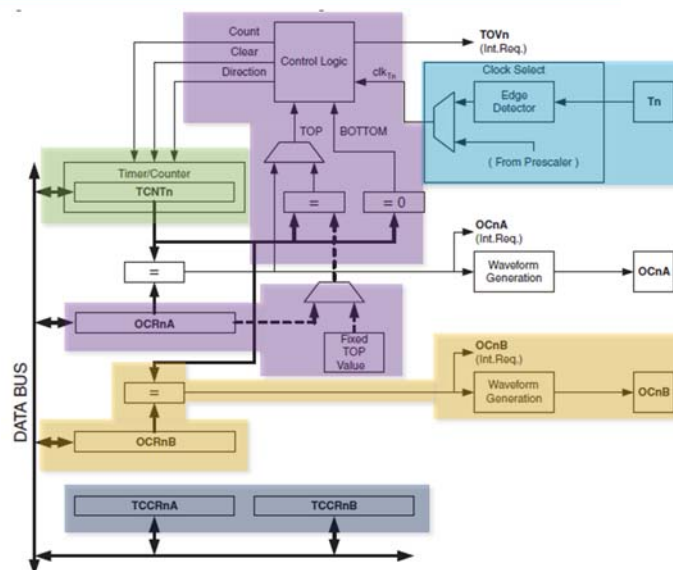 Count
Clear
Direction
Control Logic
TOVn
(Int.Req.)
clkTn
Clock Select
Edge
Detector
Tn
( From Prescaler )
TOP
BOTTOM
Timer/Counter
TCNTn
=
= 0
=
OCnA
(Int.Req.)
Waveform
Generation
OCnA
OCRnA
Fixed
TOP
Value
OCnB
(Int.Req.)
=
Waveform
Generation
OCnB
OCRnB
DATA BUS
TCCRnA
TCCRnB